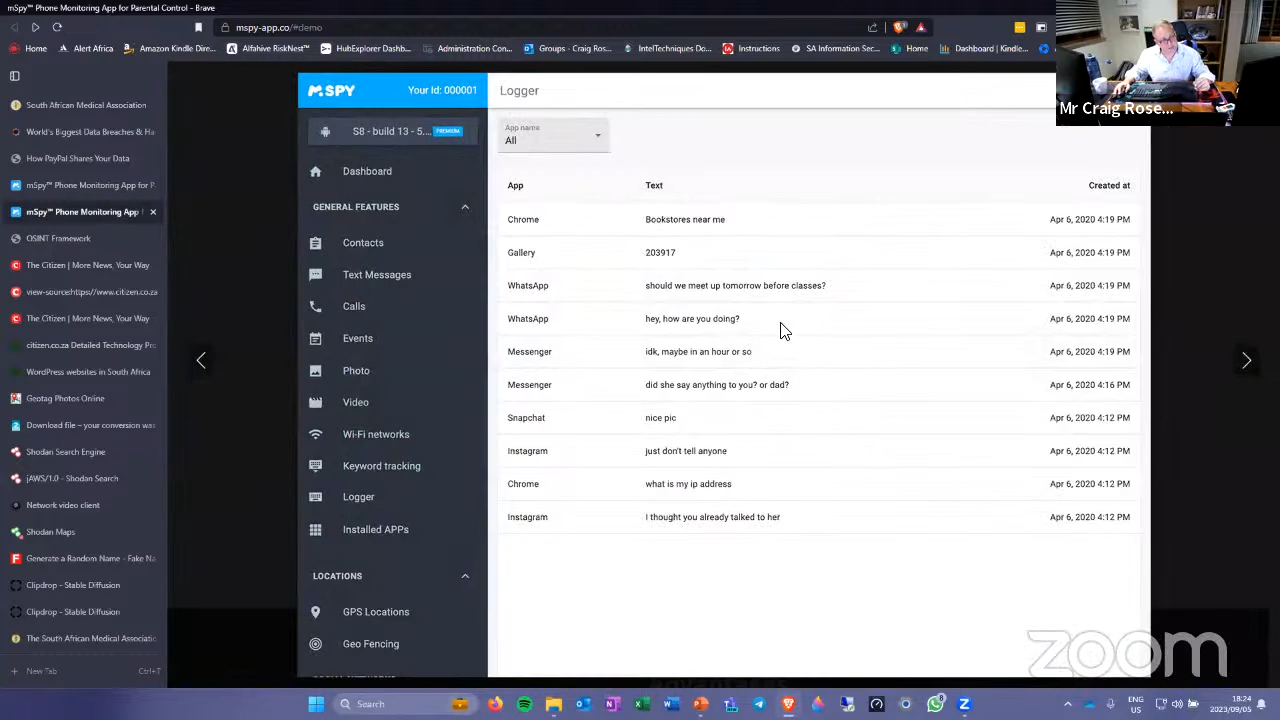 mSpy™ App for Parental Control - Brave
mspy-app.co/#demo
Home
Alert Africa
Amazon Kindle Dire...
Alfahive RiskNest™
HubExpo Dashboard
Groups - Craig Ros...
IntelTechniques Do...
Instructions
SA Information Sec...
Home
Dashboard | Kindle...
South African Medical Association
World's Biggest Data Breaches & Ha
How PayPal Shares Your Data
mSpy™ Phone Monitoring App for P
mSpy™ Phone Monitoring App
OSINT Framework
The Citizen | More News, Your Way
view-source:https://www.citizen.co.za
The Citizen | More News, Your Way
citizen.co.za Detailed Technology Pro
WordPress websites in South Africa
Geotag Photos Online
Download file – your conversion was
Shodan Search Engine
jAWS/1.0 - Shodan Search
Network video client
Shodan Maps
Generate a Random Name - Fake Na
Clipdrop - Stable Diffusion
Clipdrop - Stable Diffusion
The South African Medical Associatio
New Tab
Ctrl+T
mSPY
Your Id: 000001
S8 - build 13 - 5....
PREMIUM
Dashboard
GENERAL FEATURES
Contacts
Text Messages
Calls
Events
Photo
Video
Wi-Fi networks
Keyword tracking
Logger
Installed APPs
LOCATIONS
GPS Locations
Geo Fencing
Logger
App name
All
App Text Created at
Chrome Bookstores near me Apr 6, 2020 4:19 PM
Gallery 203917 Apr 6, 2020 4:19 PM
WhatsApp should we meet up tomorrow before classes? Apr 6, 2020 4:19 PM
WhatsApp hey, how are you doing? Apr 6, 2020 4:19 PM
Messenger idk, maybe in an hour or so Apr 6, 2020 4:19 PM
Messenger did she say anything to you? or dad? Apr 6, 2020 4:16 PM
Snapchat nice pic Apr 6, 2020 4:12 PM
Instagram just don't tell anyone Apr 6, 2020 4:12 PM
Chrome what is my ip address Apr 6, 2020 4:12 PM
Instagram I thought you already talked to her Apr 6, 2020 4:12 PM
Mr Craig Rose...
zoom
Search
ENG
US
18:24
2023/09/05